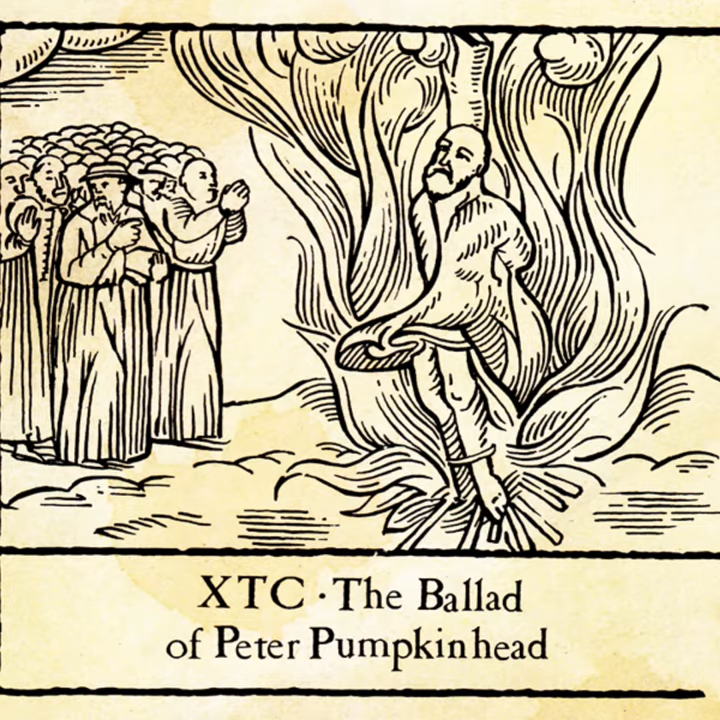 XTC · The Ballad
of Peter Pumpkinhead